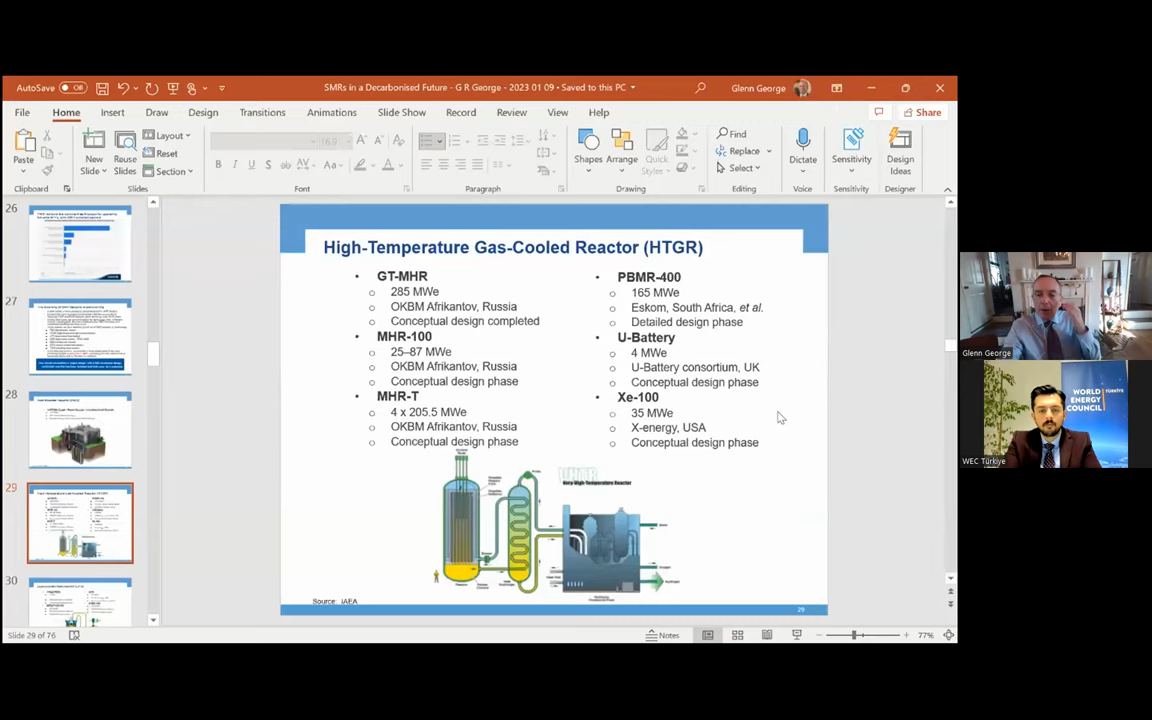 AutoSave Off
SMRs in a Decarbonised Future - G R George - 2023 01 09 • Saved to this PC
Glenn George
File Home Insert Draw Design Transitions Animations Slide Show Record Review View Help
Share
Paste
New Slide
Reuse Slides
Layout
Reset
Section
Shapes
Arrange
Quick Styles
Find
Replace
Select
Dictate
Sensitivity
Design Ideas
Clipboard Slides Font Paragraph Drawing Editing Voice Sensitivity Designer
26
27
28
29
30
High-Temperature Gas-Cooled Reactor (HTGR)
• GT-MHR
o 285 MWe
o OKBM Afrikantov, Russia
o Conceptual design completed
• MHR-100
o 25–87 MWe
o OKBM Afrikantov, Russia
o Conceptual design phase
• MHR-T
o 4 x 205.5 MWe
o OKBM Afrikantov, Russia
o Conceptual design phase
• PBMR-400
o 165 MWe
o Eskom, South Africa, et al.
o Detailed design phase
• U-Battery
o 4 MWe
o U-Battery consortium, UK
o Conceptual design phase
• Xe-100
o 35 MWe
o X-energy, USA
o Conceptual design phase
Very High-Temperature Reactor
Source: IAEA
29
Glenn George
WORLD
ENERGY
COUNCIL
TÜRKİYE
WEC Türkiye
Slide 29 of 76
Notes
77%